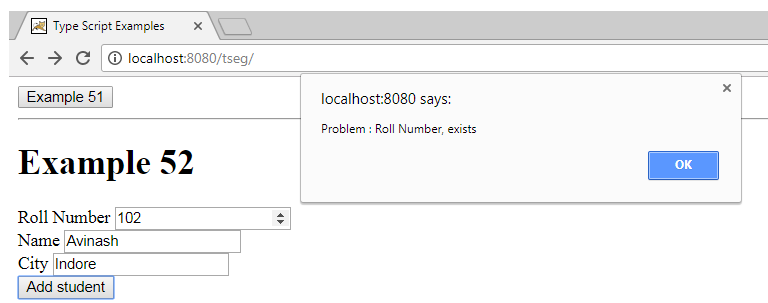 Type Script Examples
localhost:8080/tseg/
Example 51
localhost:8080 says:
Problem : Roll Number, exists
OK
Example 52
Roll Number 102
Name Avinash
City Indore
Add student